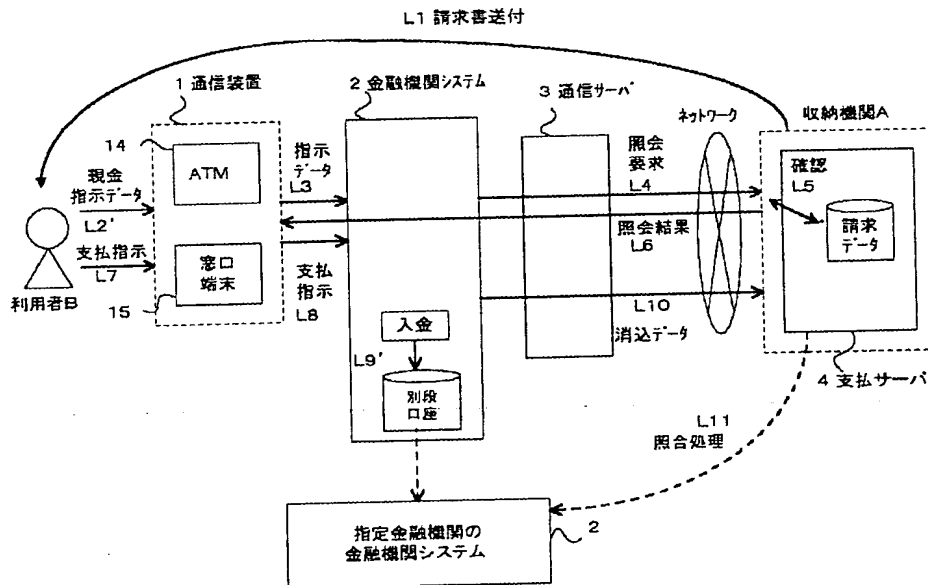 L1 請求書送付
1 通信装置
2 金融機関システム
3 通信サーバ
ネットワーク
収納機関A
14
ATM
現金
指示データ
L2'
支払指示
L7
利用者B
窓口
端末
15
指示
データ
L3
支払
指示
L8
入金
L9'
別段
口座
照会
要求
L4
照会結果
L6
L10
消込データ
確認
L5
請求
データ
4 支払サーバ
L11
照合処理
指定金融機関の
金融機関システム
2